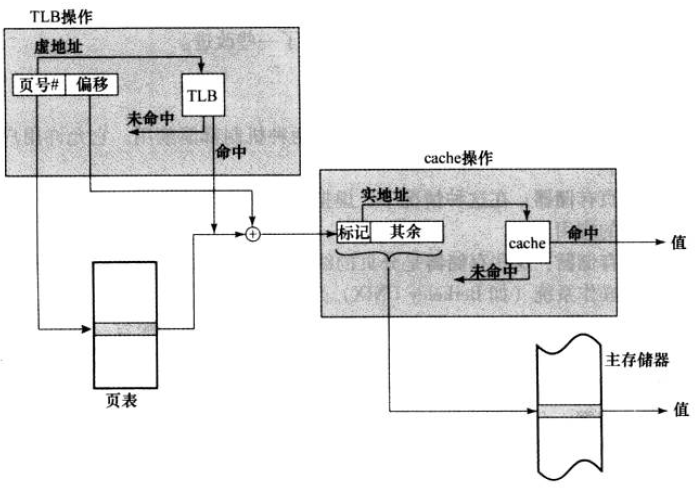 TLB操作
虚地址
页号# 偏移
TLB
未命中
命中
cache操作
实地址
标记 其余
cache
命中
值
未命中
页表
主存储器
值